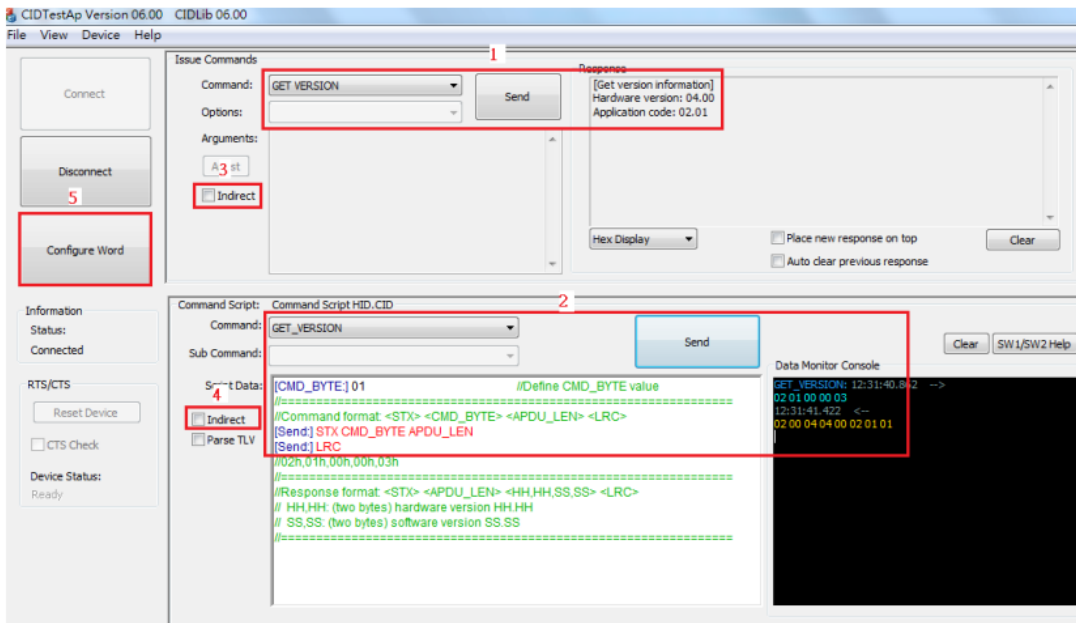 CIDTestAp Version 06.00 CIDLib 06.00
File View Device Help
1
Issue Commands
Command: GET VERSION
Send
Options:
Arguments:
3
Indirect
Response
[Get version information]
Hardware version: 04.00
Application code: 02.01
Hex Display
Place new response on top
Auto clear previous response
Clear
Connect
Disconnect
5
Configure Word
Information
Status:
Connected
RTS/CTS
Reset Device
CTS Check
Device Status:
Ready
2
Command Script: Command Script HID.CID
Command: GET_VERSION
Send
Sub Command:
Script Data:
4
Indirect
Parse TLV
[CMD_BYTE:] 01 //Define CMD_BYTE value
//================================================================
//Command format: <STX> <CMD_BYTE> <APDU_LEN> <LRC>
[Send:] STX CMD_BYTE APDU_LEN
[Send:] LRC
//02h,01h,00h,00h,03h
//================================================================
//Response format: <STX> <APDU_LEN> <HH,HH,SS,SS> <LRC>
// HH,HH: (two bytes) hardware version HH.HH
// SS,SS: (two bytes) software version SS.SS
//================================================================
Clear
SW1/SW2 Help
Data Monitor Console
GET_VERSION: 12:31:40.862 -->
02 01 00 00 03
12:31:41.422 <--
02 00 04 04 00 02 01 01